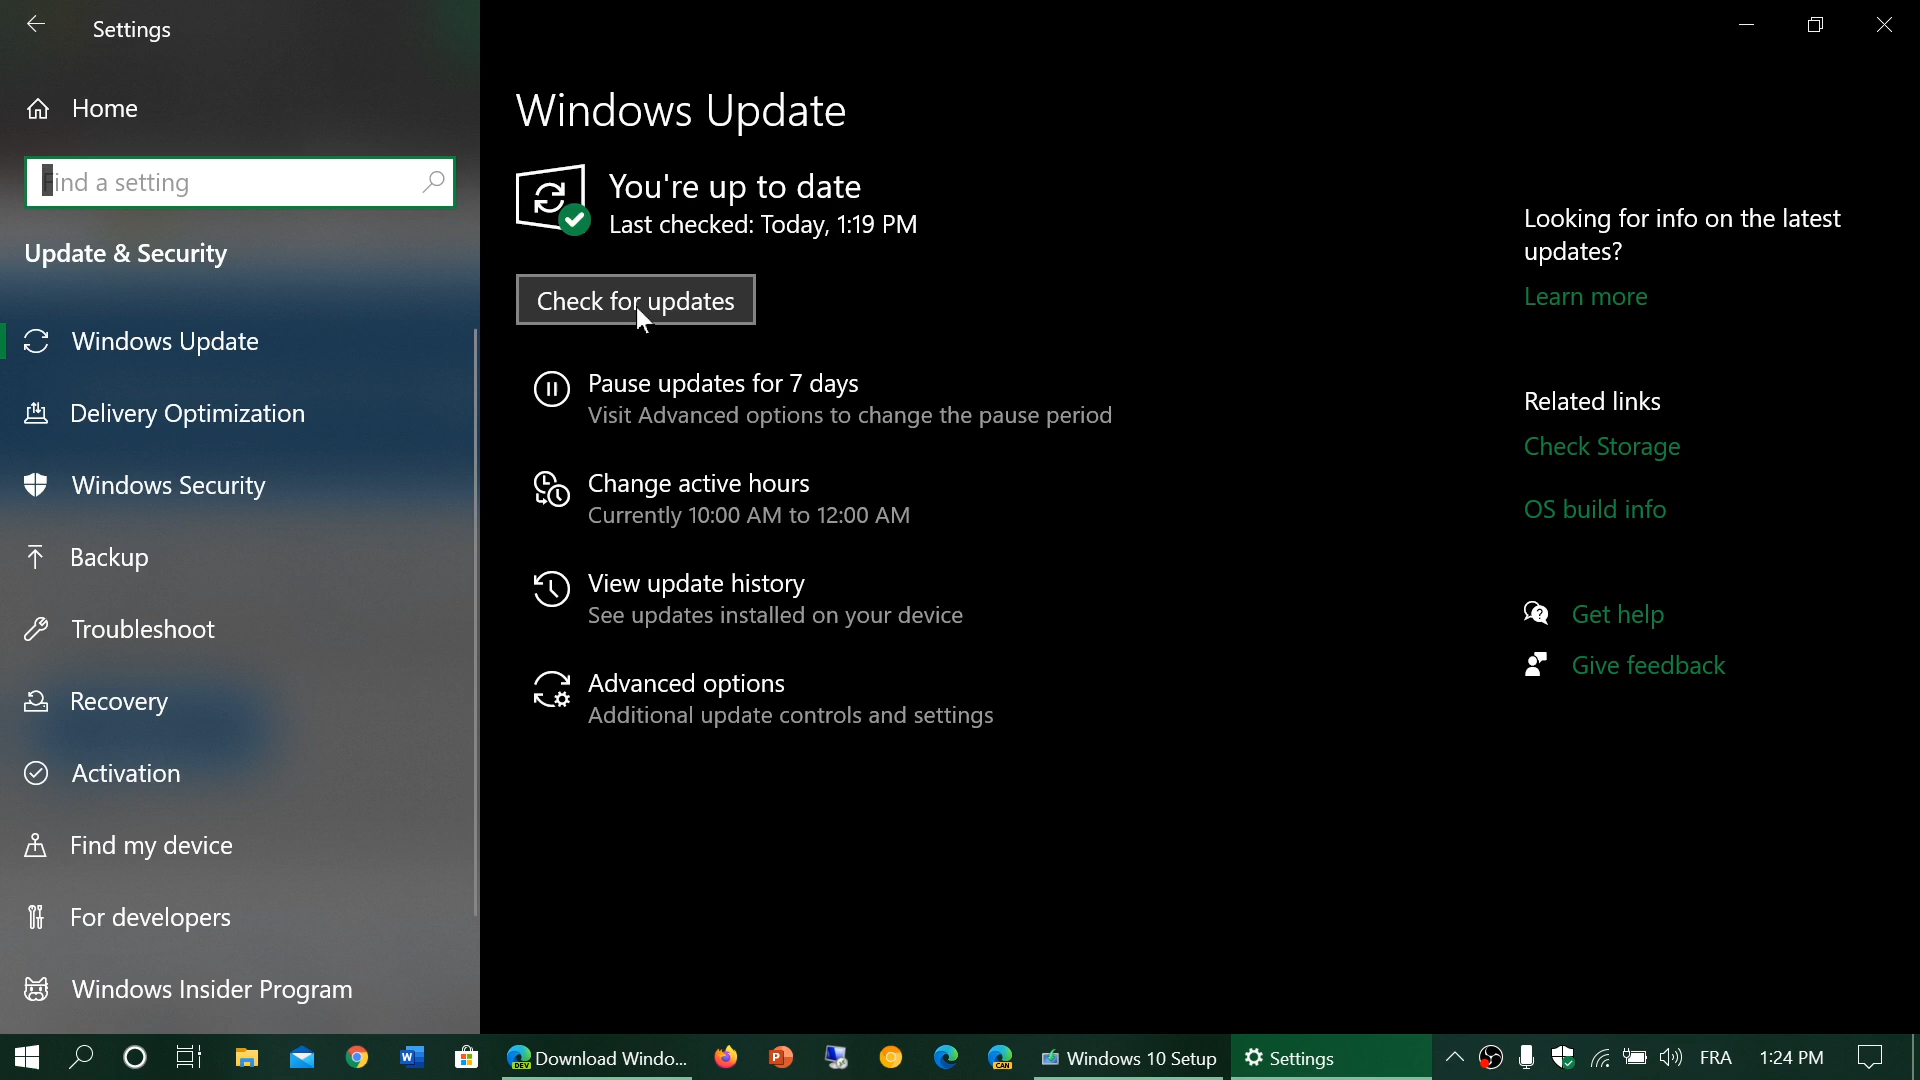 Settings
Home
Find a setting
Update & Security
Windows Update
Delivery Optimization
Windows Security
Backup
Troubleshoot
Recovery
Activation
Find my device
For developers
Windows Insider Program
Windows Update
You're up to date
Last checked: Today, 1:19 PM
Check for updates
Pause updates for 7 days
Visit Advanced options to change the pause period
Change active hours
Currently 10:00 AM to 12:00 AM
View update history
See updates installed on your device
Advanced options
Additional update controls and settings
Looking for info on the latest
updates?
Learn more
Related links
Check Storage
OS build info
Get help
Give feedback
W
DEV
Download Windo...
P
CAN
Windows 10 Setup
Settings
FRA
1:24 PM